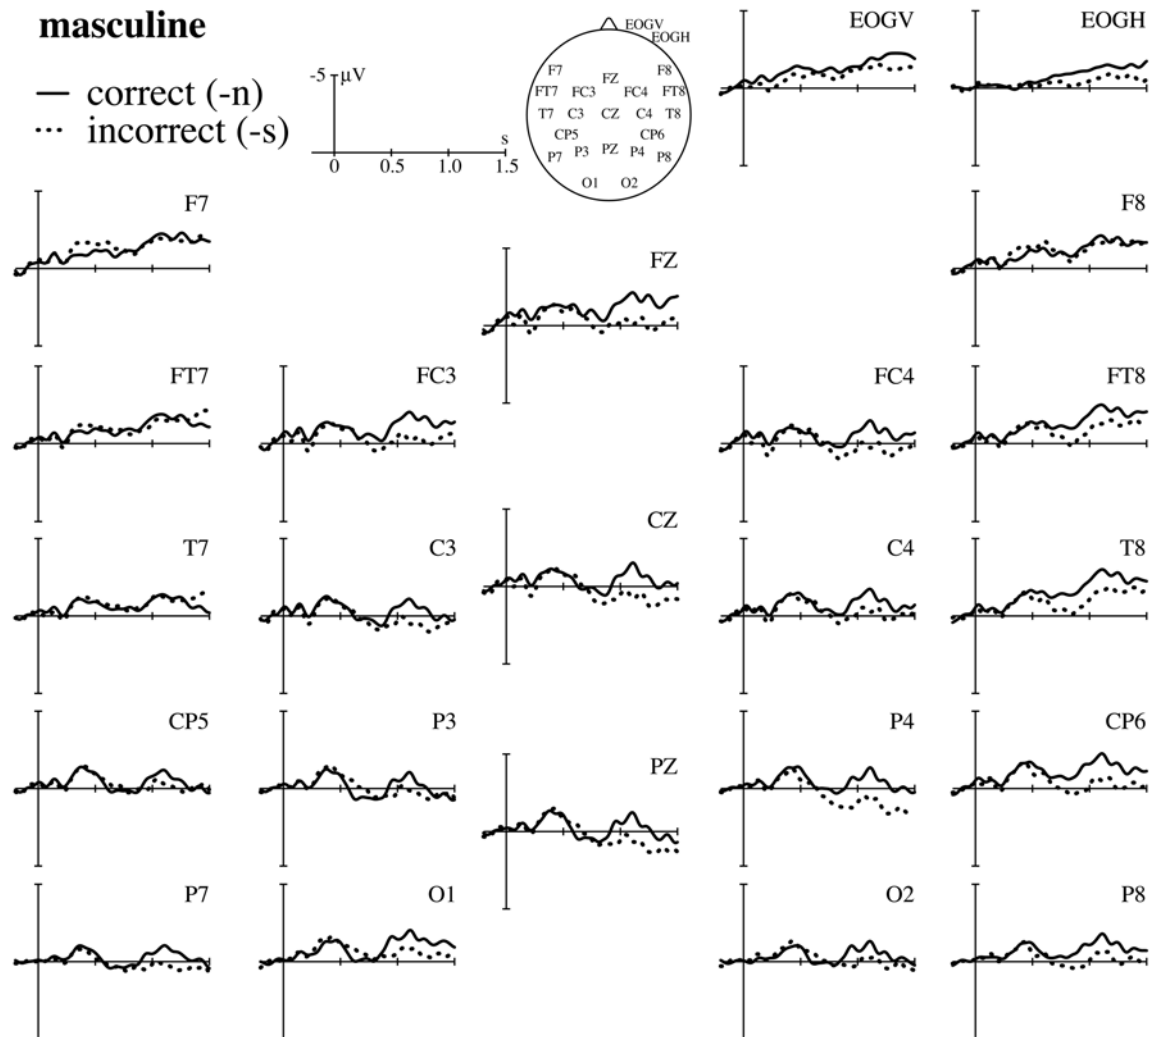 masculine
correct (-n)
incorrect (-s)
-5 µV
s
0 0.5 1.0 1.5
EOGV
EOGH
F7 FZ F8
FT7 FC3 FC4 FT8
T7 C3 CZ C4 T8
CP5 CP6
P7 P3 PZ P4 P8
O1 O2
EOGV EOGH
F7 F8
FZ
FT7 FC3 FC4 FT8
CZ
T7 C3 C4 T8
CP5 P3 P4 CP6
PZ
P7 O1 O2 P8